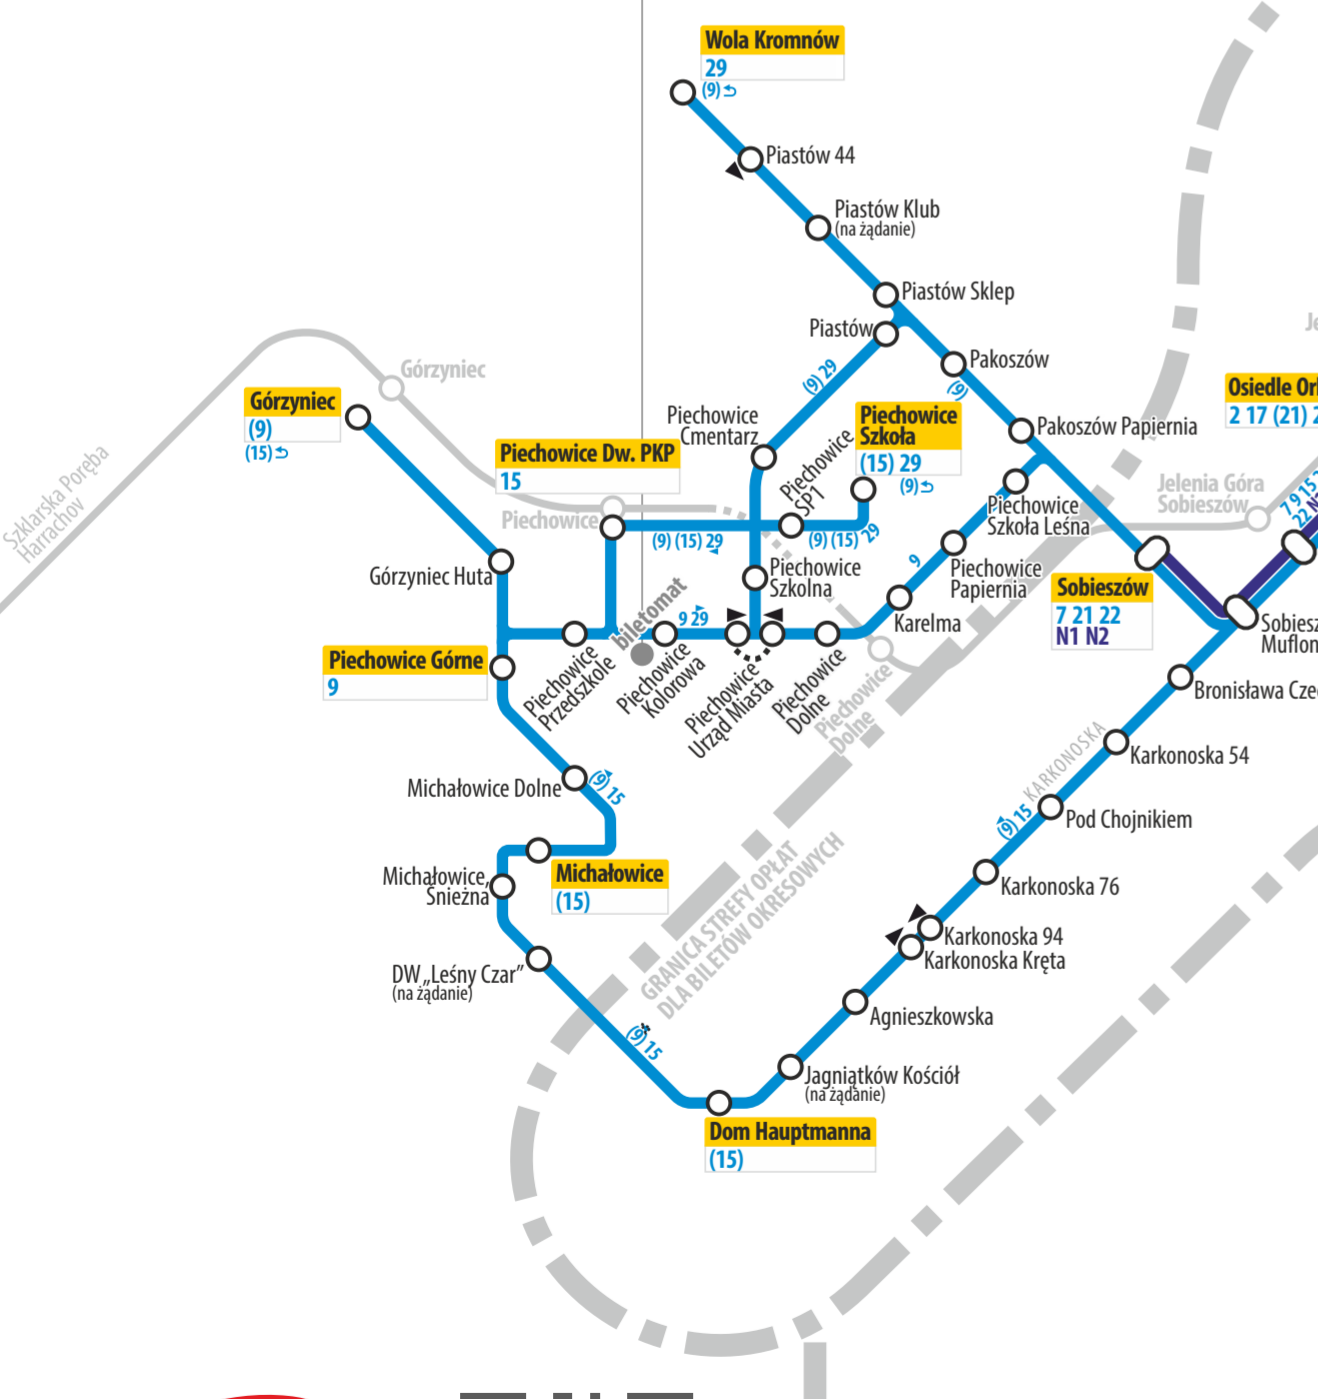 Wola Kromnów
29
(9)
Piastów 44
Piastów Klub
(na żądanie)
Piastów Sklep
Piastów
(9) 29
Pakoszów
(9)
Górzyniec
Górzyniec
(9)
(15)
Piechowice
Cmentarz
Piechowice
Szkoła
(15) 29
(9)
Pakoszów Papiernia
Osiedle
2 17 (21)
Szklarska Poręba
Harrachov
Piechowice Dw. PKP
15
Piechowice
Piechowice
SP1
(9) (15) 29
(9) (15) 29
Piechowice
Szkoła Leśna
Jelenia Góra
Sobieszów
7 9 15
22
Górzyniec Huta
Piechowice
Szkolna
9
Piechowice
Papiernia
Sobieszów
7 21 22
N1 N2
biletomat
9 29
Karelma
Piechowice Górne
9
Piechowice
Przedszkole
Piechowice
Kolorowa
Piechowice
Urząd Miasta
Piechowice
Dolne
Piechowice
Dolne
Bronisława
Michałowice Dolne
(9) 15
KARKONOSKA
Karkonoska 54
(9) 15
Pod Chojnikiem
Michałowice,
Śnieżna
Michałowice
(15)
GRANICA STREFY OPŁAT
DLA BILETÓW OKRESOWYCH
Karkonoska 76
Karkonoska 94
Karkonoska Kręta
DW „Leśny Czar”
(na żądanie)
(9) 15
Agnieszkowska
Jagniątków Kościół
(na żądanie)
Dom Hauptmanna
(15)